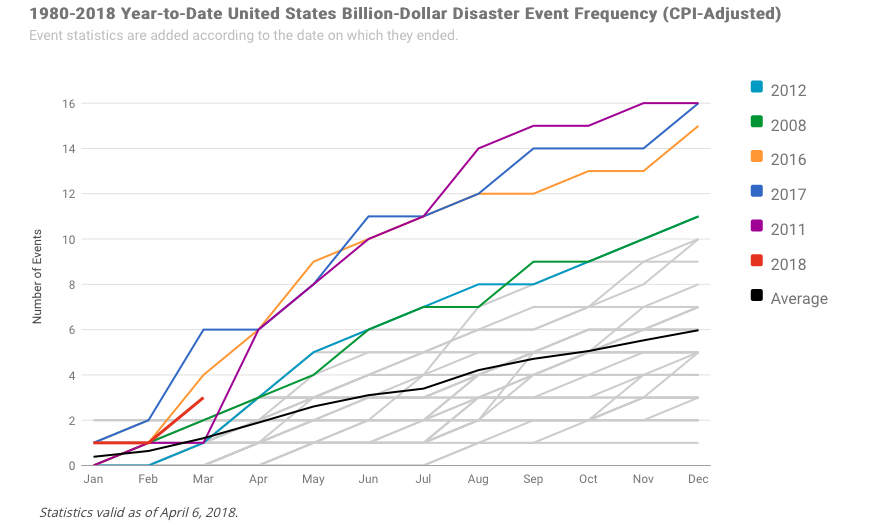 1980-2018 Year-to-Date United States Billion-Dollar Disaster Event Frequency (CPI-Adjusted)
Event statistics are added according to the date on which they ended.
Number of Events
16
14
12
10
8
6
4
2
0
Jan Feb Mar Apr May Jun Jul Aug Sep Oct Nov Dec
2012
2008
2016
2017
2011
2018
Average
Statistics valid as of April 6, 2018.